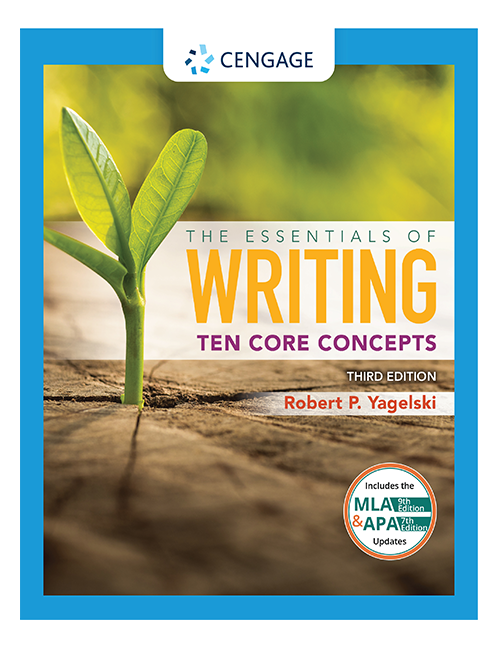 CENGAGE
THE ESSENTIALS OF
WRITING
TEN CORE CONCEPTS
THIRD EDITION
Robert P. Yagelski
Includes the
MLA 9th Edition
& APA 7th Edition
Updates